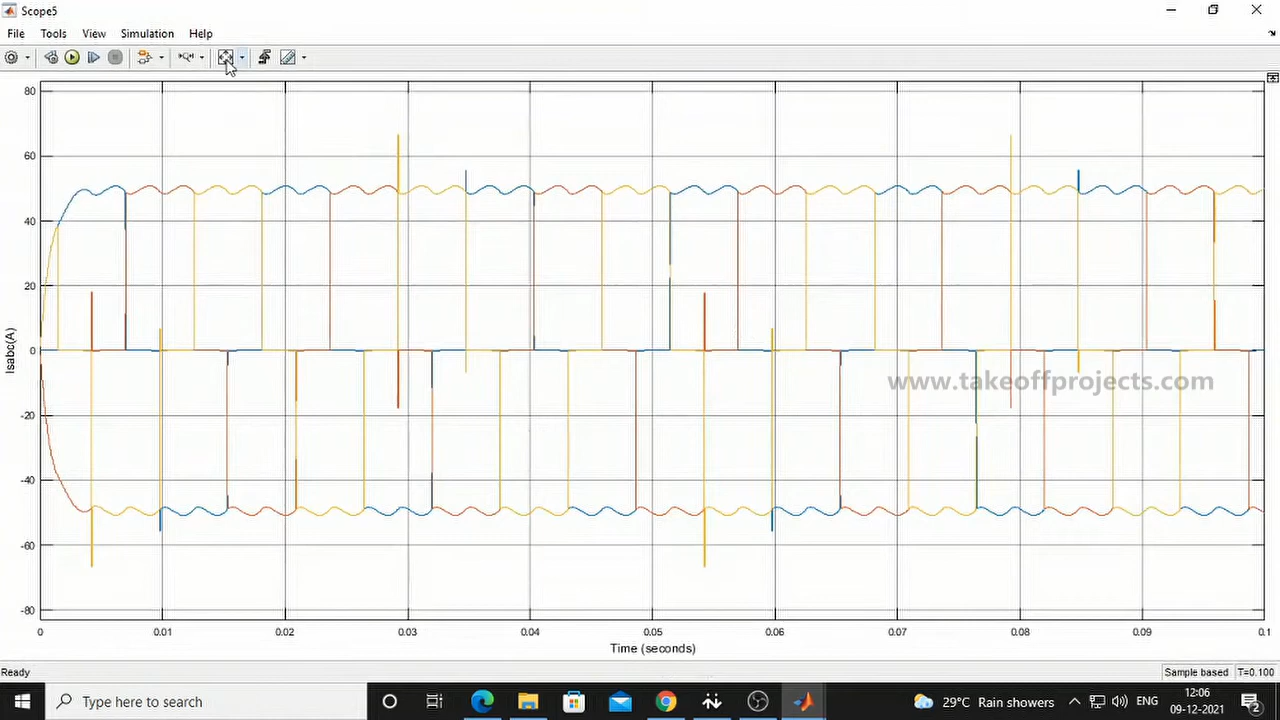 Scope5
File Tools View Simulation Help
80
60
40
20
0
-20
-40
-60
-80
Isabc(A)
0 0.01 0.02 0.03 0.04 0.05 0.06 0.07 0.08 0.09 0.1
Time (seconds)
www.takeoffprojects.com
Ready Sample based T=0.100
Type here to search
29°C Rain showers
ENG
12:06
09-12-2021
2